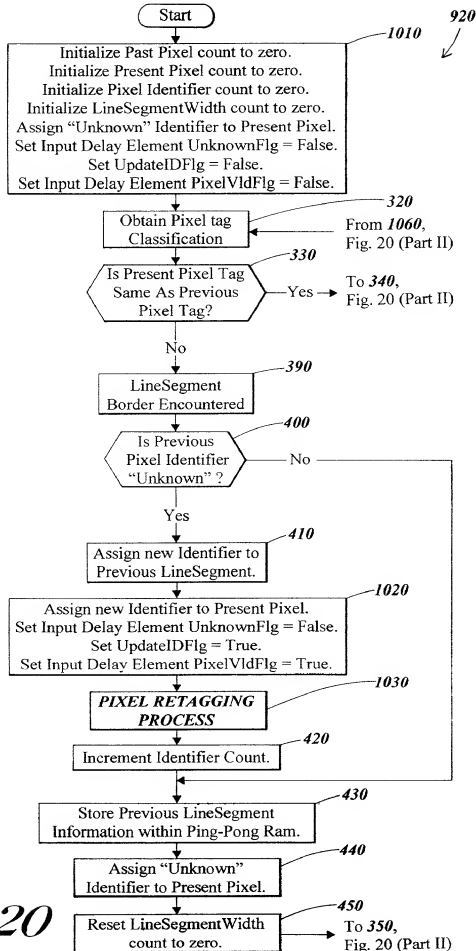 Start
920
1010
Initialize Past Pixel count to zero.
Initialize Present Pixel count to zero.
Initialize Pixel Identifier count to zero.
Initialize LineSegmentWidth count to zero.
Assign “Unknown” Identifier to Present Pixel.
Set Input Delay Element UnknownFlg = False.
Set UpdateIDFlg = False.
Set Input Delay Element PixelVldFlg = False.
320
Obtain Pixel tag
Classification
From 1060,
Fig. 20 (Part II)
330
Is Present Pixel Tag
Same As Previous
Pixel Tag?
Yes
To 340,
Fig. 20 (Part II)
No
390
LineSegment
Border Encountered
400
Is Previous
Pixel Identifier
“Unknown” ?
No
Yes
410
Assign new Identifier to
Previous LineSegment.
1020
Assign new Identifier to Present Pixel.
Set Input Delay Element UnknownFlg = False.
Set UpdateIDFlg = True.
Set Input Delay Element PixelVldFlg = True.
1030
PIXEL RETAGGING
PROCESS
420
Increment Identifier Count.
430
Store Previous LineSegment
Information within Ping-Pong Ram.
440
Assign “Unknown”
Identifier to Present Pixel.
450
Reset LineSegmentWidth
count to zero.
To 350,
Fig. 20 (Part II)
20